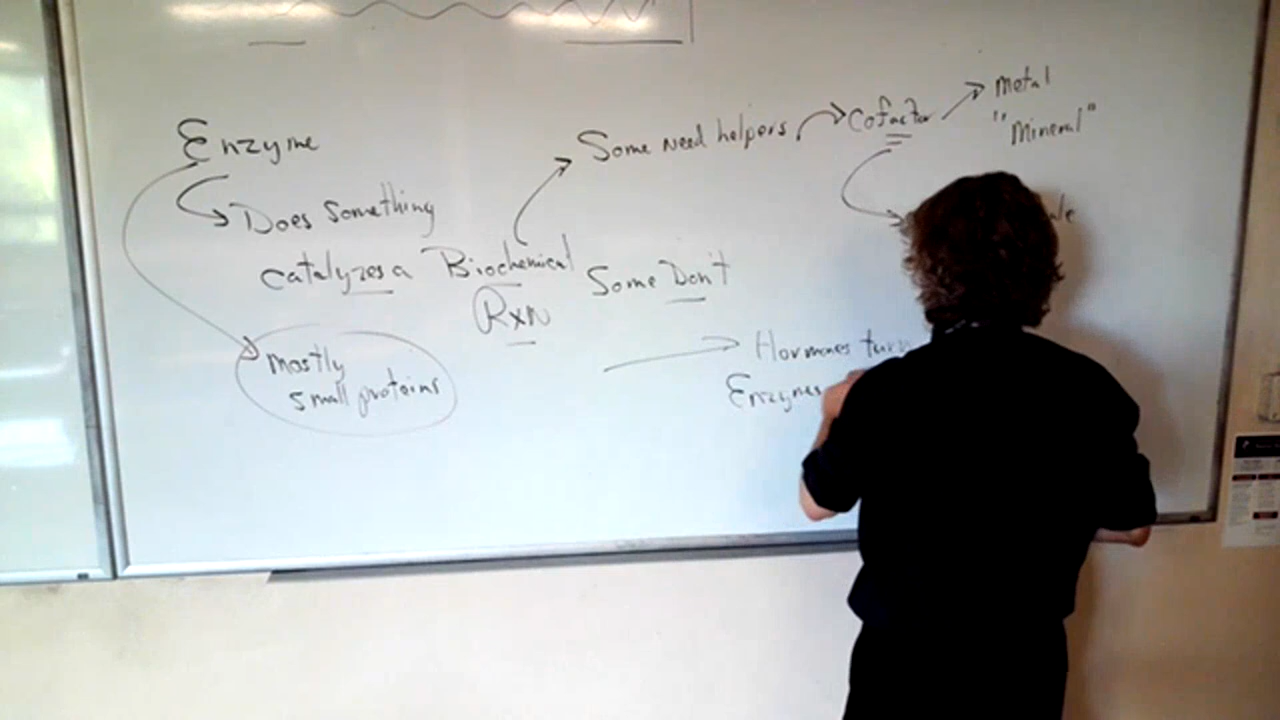 Enzyme
Does something
catalyzes a Biochemical
Rxn
mostly
small proteins
Some need helpers
Cofactor
Metal
"Mineral"
Some Don't
Hormones turn
Enzymes